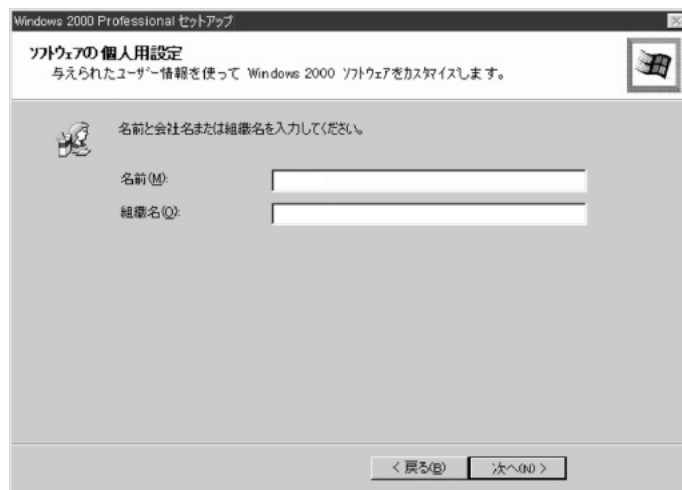 Windows 2000 Professional セットアップ
ソフトウェアの個人用設定
与えられたユーザー情報を使って Windows 2000 ソフトウェアをカスタマイズします。
名前と会社名または組織名を入力してください。
名前(M):
組織名(O):
< 戻る(B)
次へ(N) >